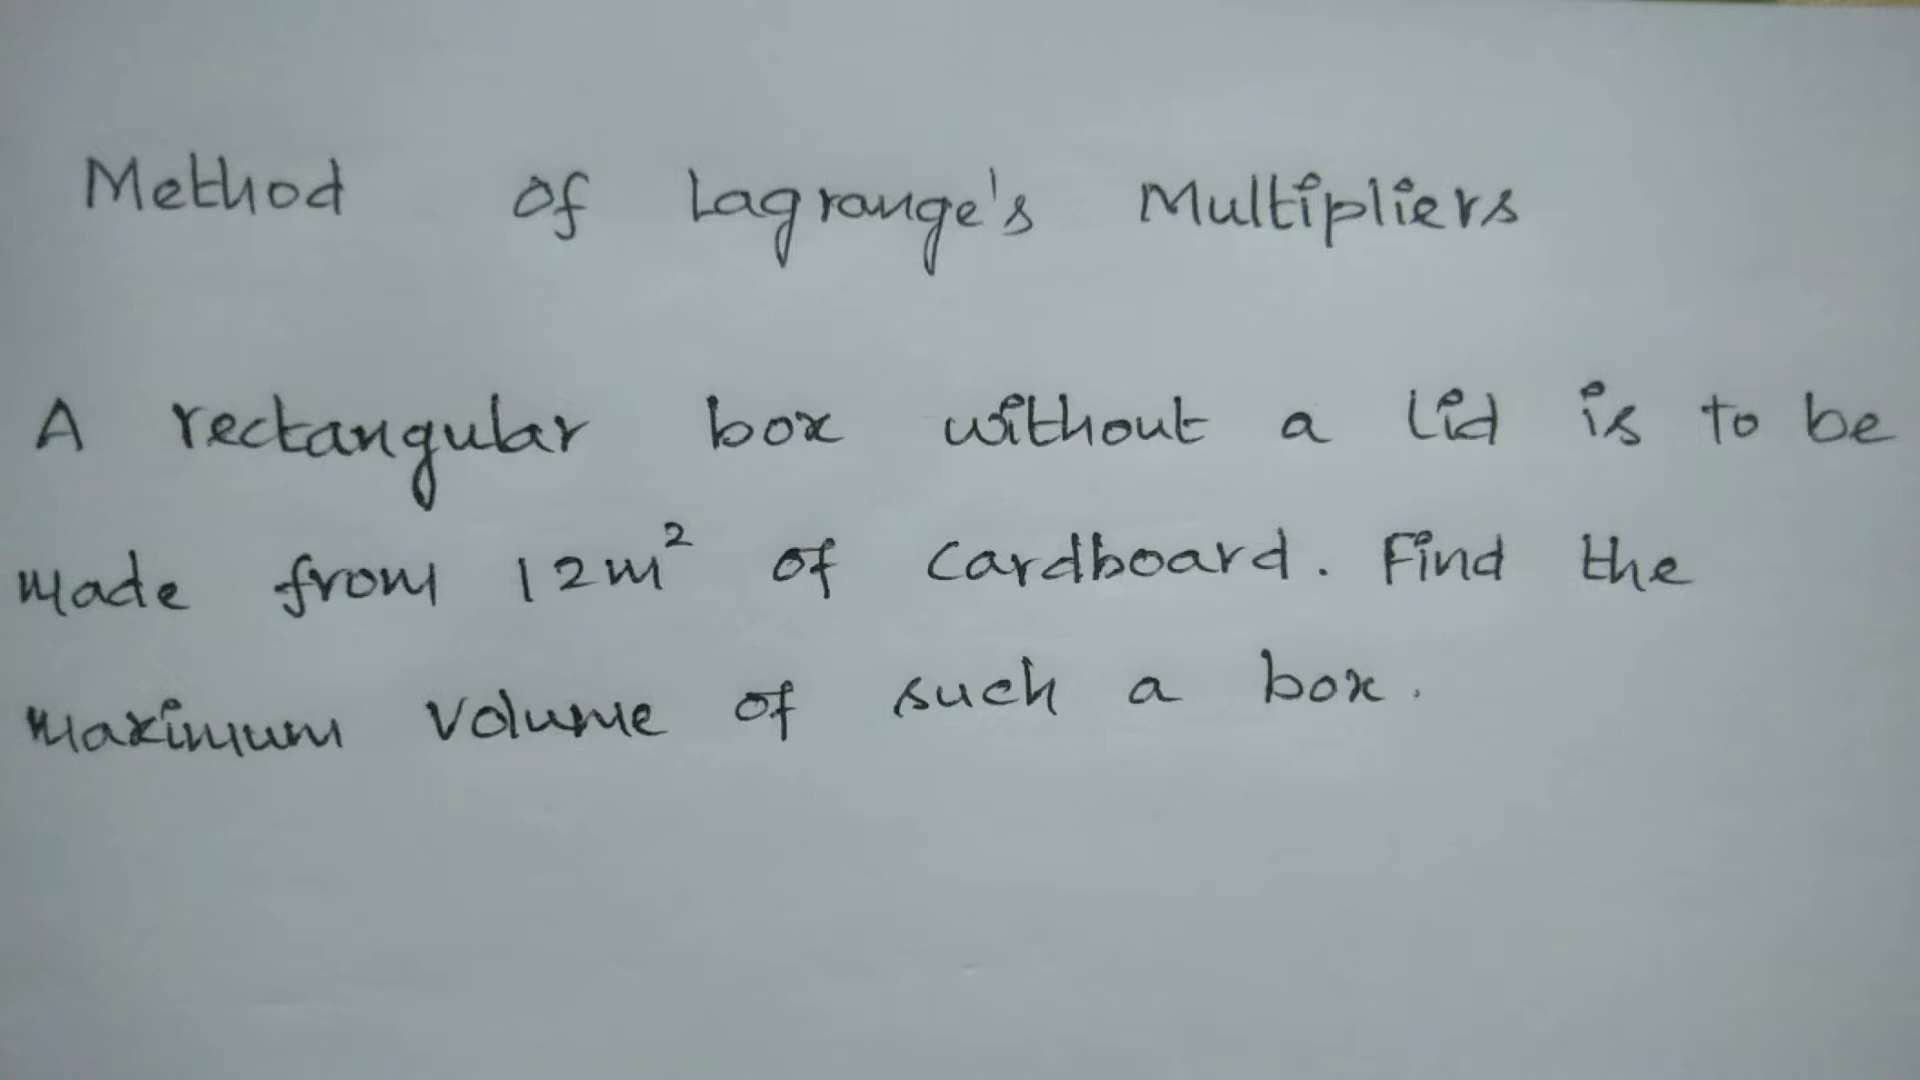 Method of Lagrange's Multipliers
A rectangular box without a lid is to be
made from 12m² of cardboard. Find the
maximum volume of such a box.